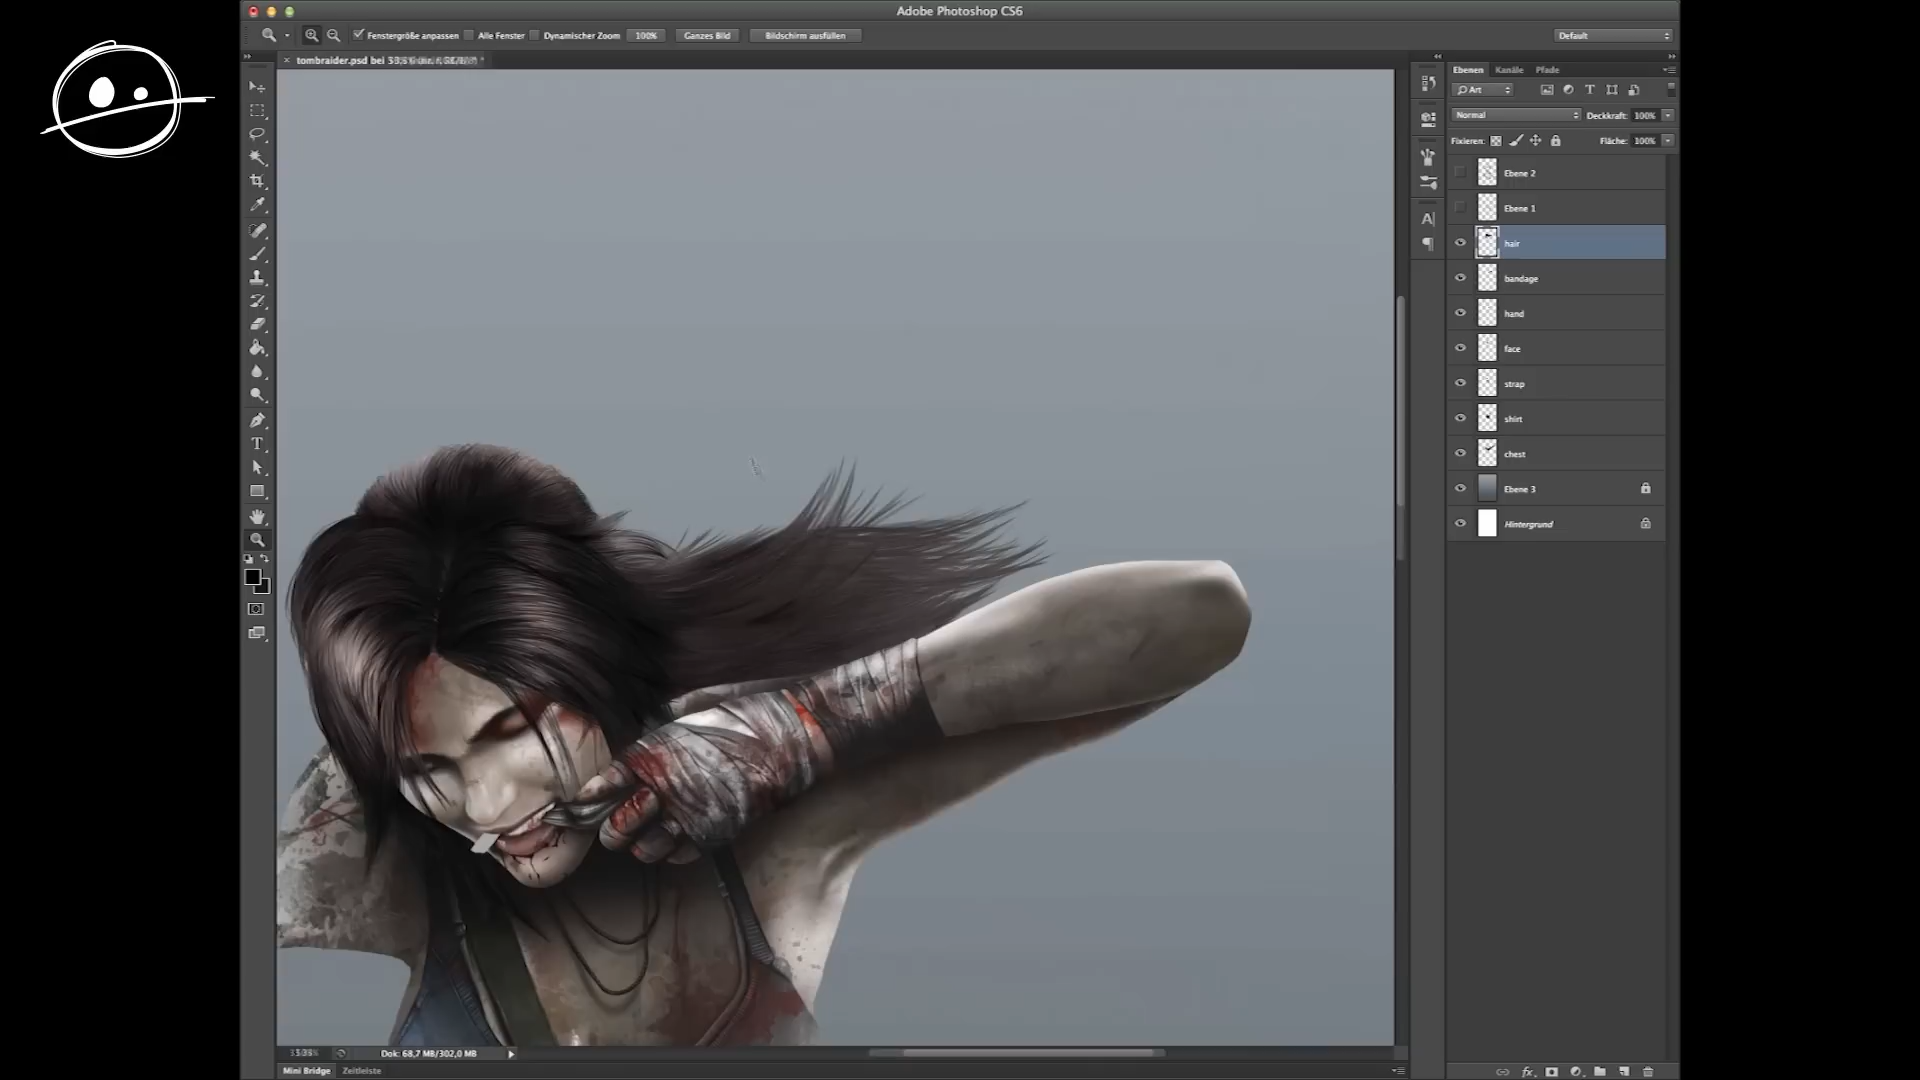 Adobe Photoshop CS6
Fenstergröße anpassen Alle Fenster Dynamischer Zoom 100% Ganzes Bild Bildschirm ausfüllen Default
tombraider.psd bei
Ebenen Kanäle Pfade
Art
Normal Deckkraft: 100%
Fixieren: Fläche: 100%
Ebene 2
Ebene 1
hair
bandage
hand
face
strap
shirt
chest
Ebene 3
Hintergrund
Dok: 68,7 MB/302,0 MB
Mini Bridge Zeitleiste